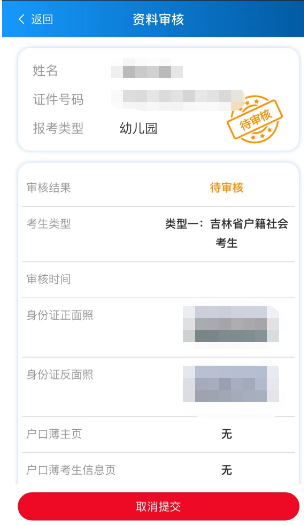 返回
资料审核
姓名
证件号码
报考类型 幼儿园
待审核
审核结果 待审核
考生类型 类型一：吉林省户籍社会
考生
审核时间
身份证正面照
身份证反面照
户口薄主页 无
户口薄考生信息页 无
取消提交